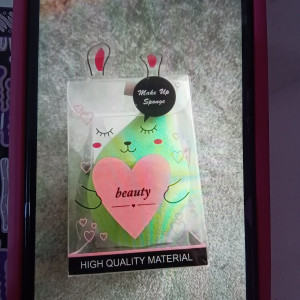 Make Up
Sponge
beauty
HIGH QUALITY MATERIAL